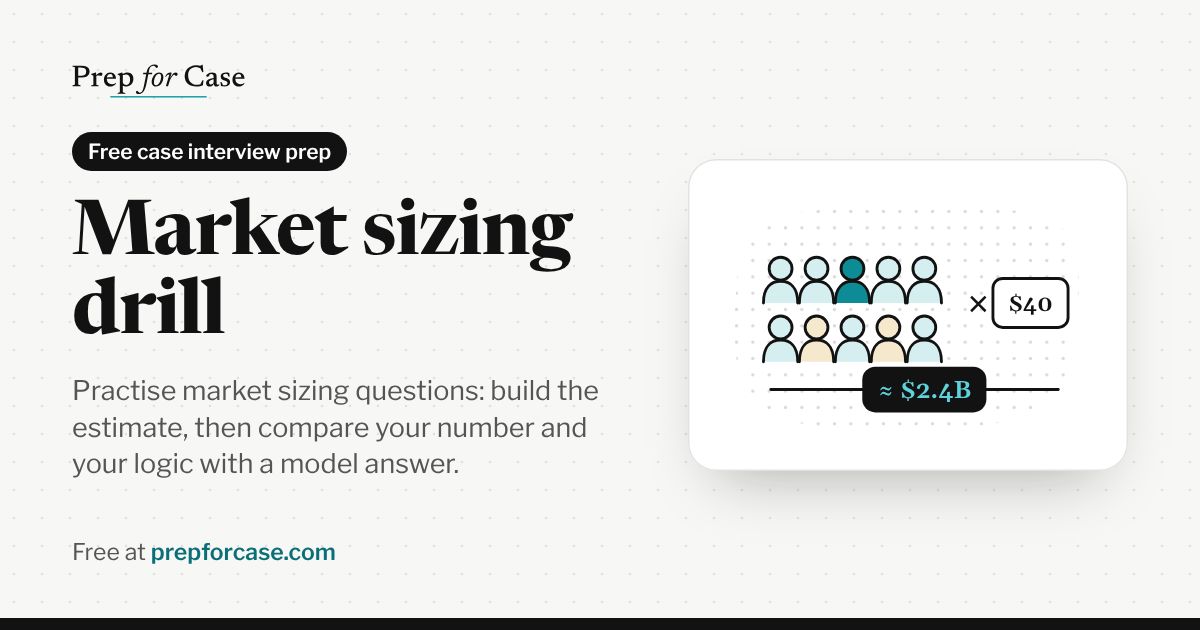 Prep for Case
Free case interview prep
Market sizing
drill
Practise market sizing questions: build the
estimate, then compare your number and
your logic with a model answer.
Free at prepforcase.com
× $40
≈ $2.4B